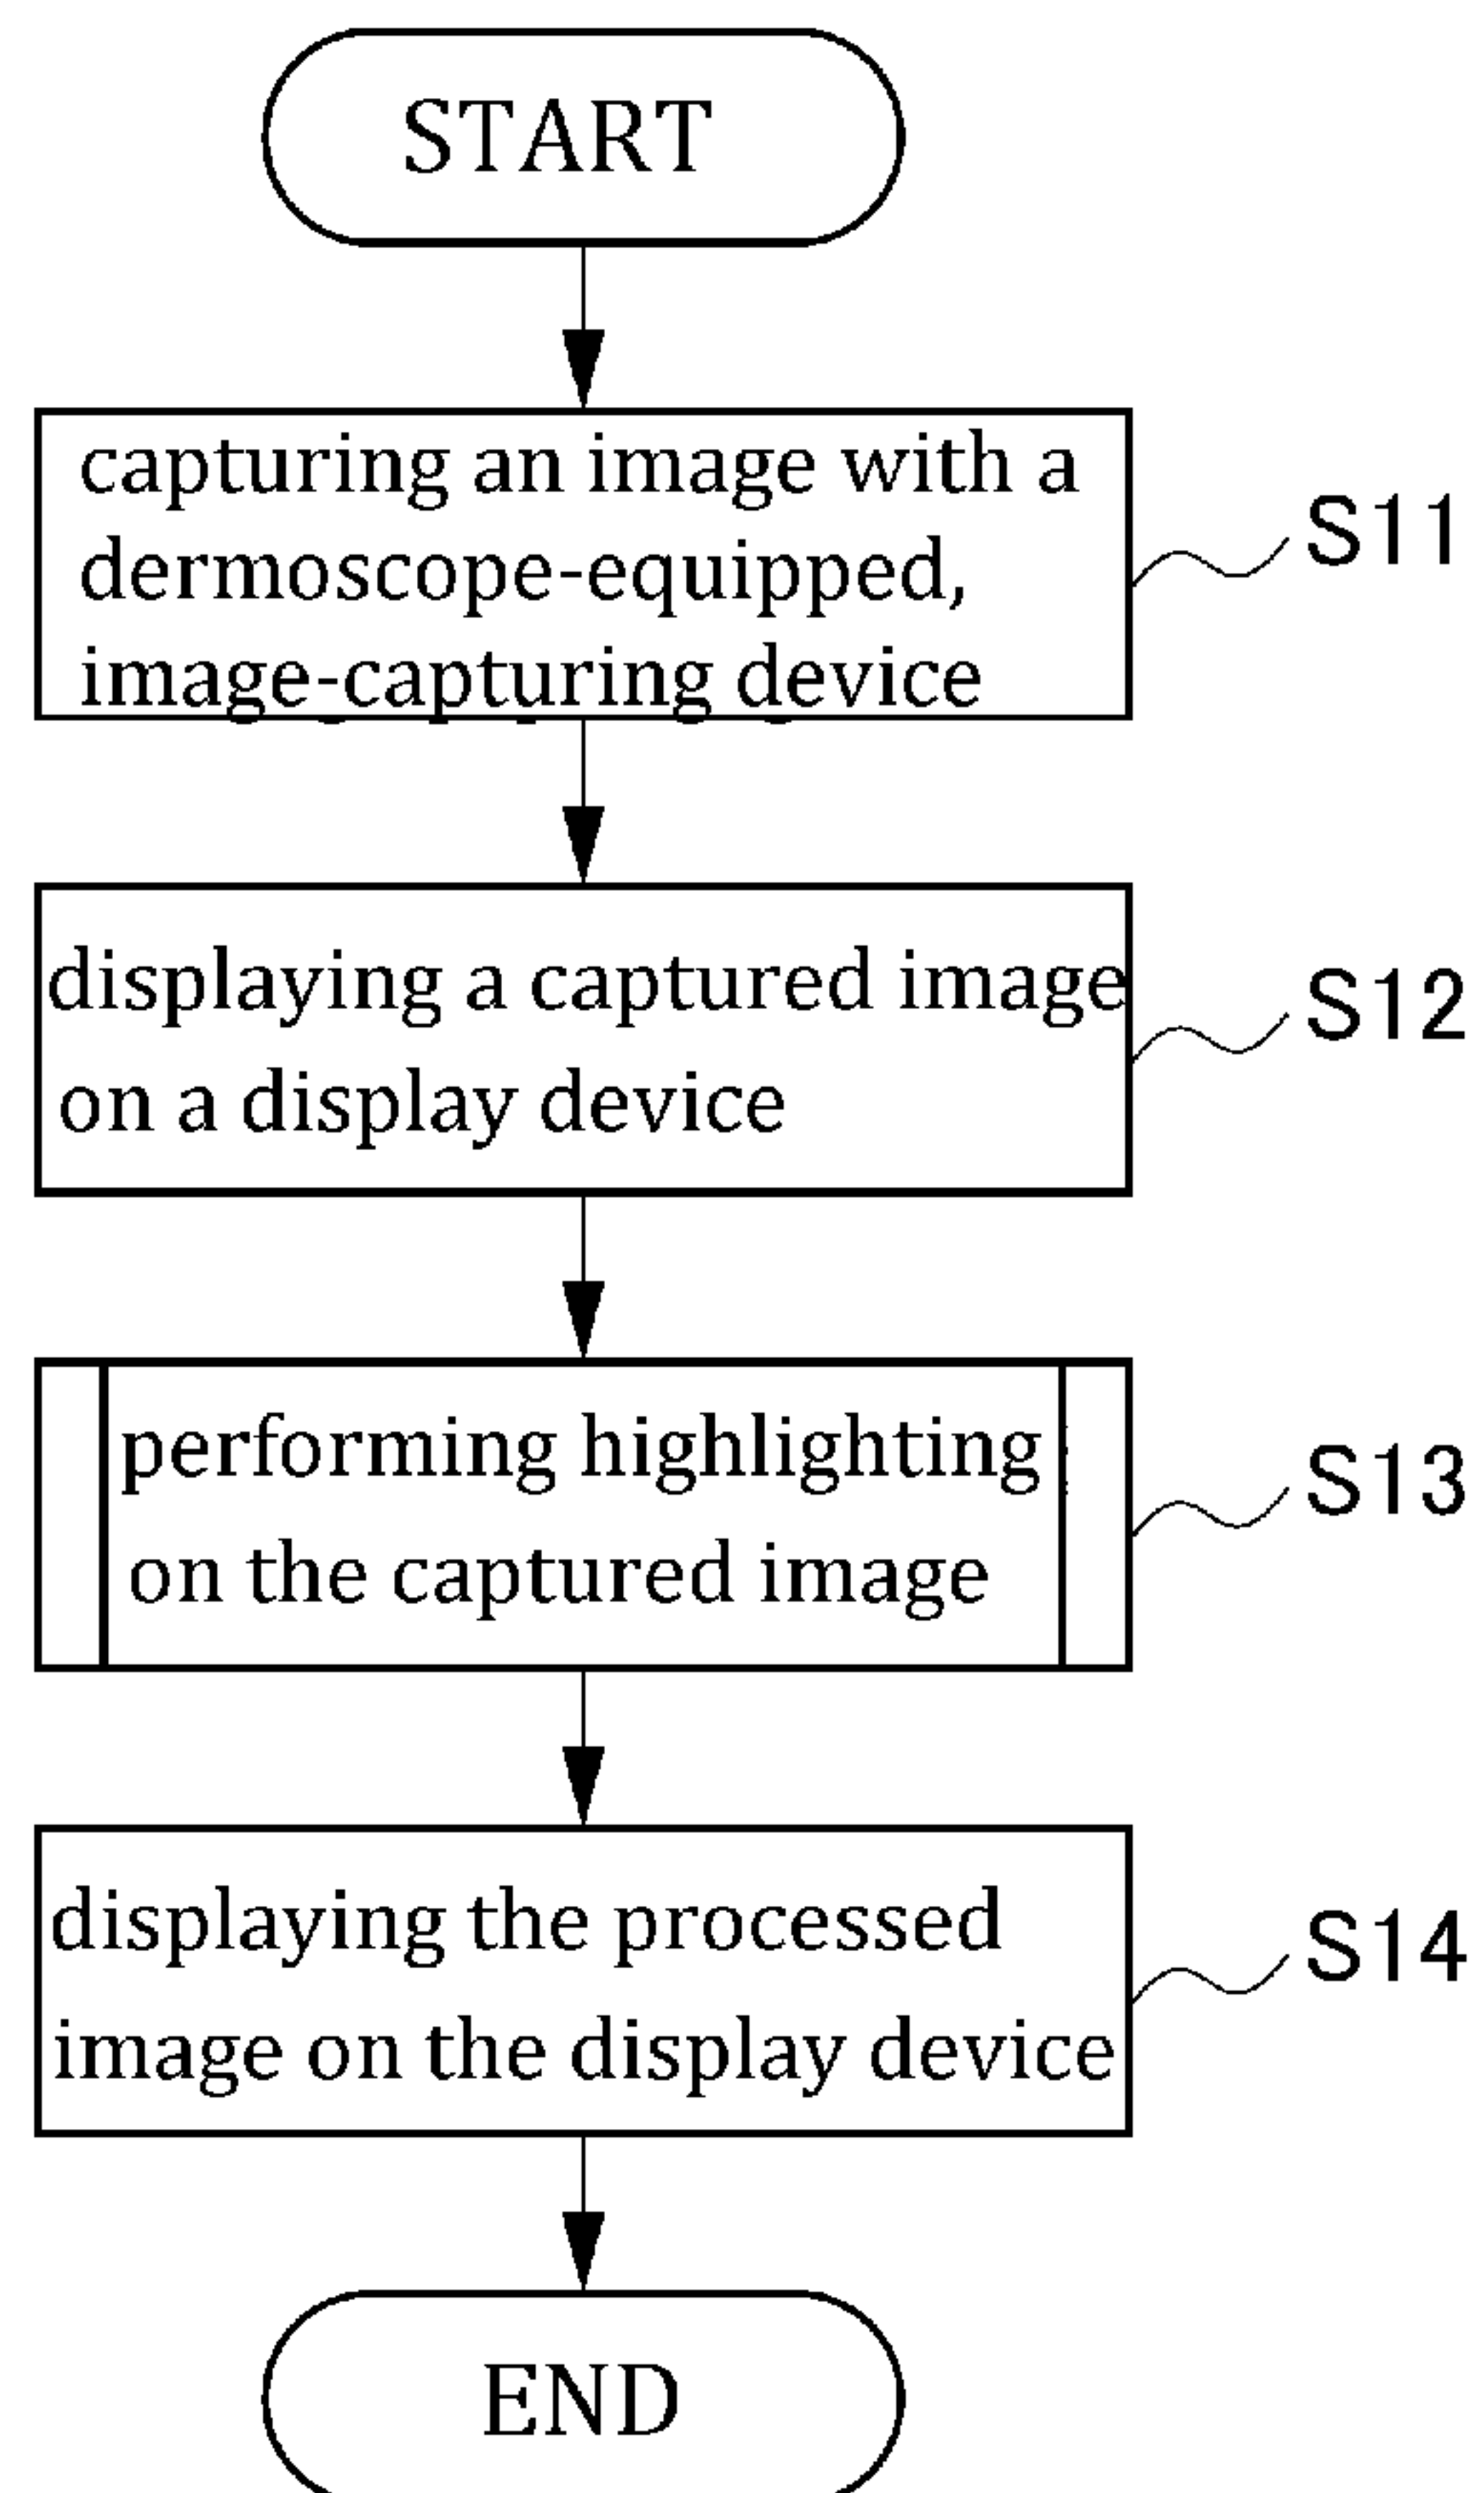 START
capturing an image with a
dermoscope-equipped,
image-capturing device
S11
displaying a captured image
on a display device
S12
performing highlighting
on the captured image
S13
displaying the processed
image on the display device
S14
END